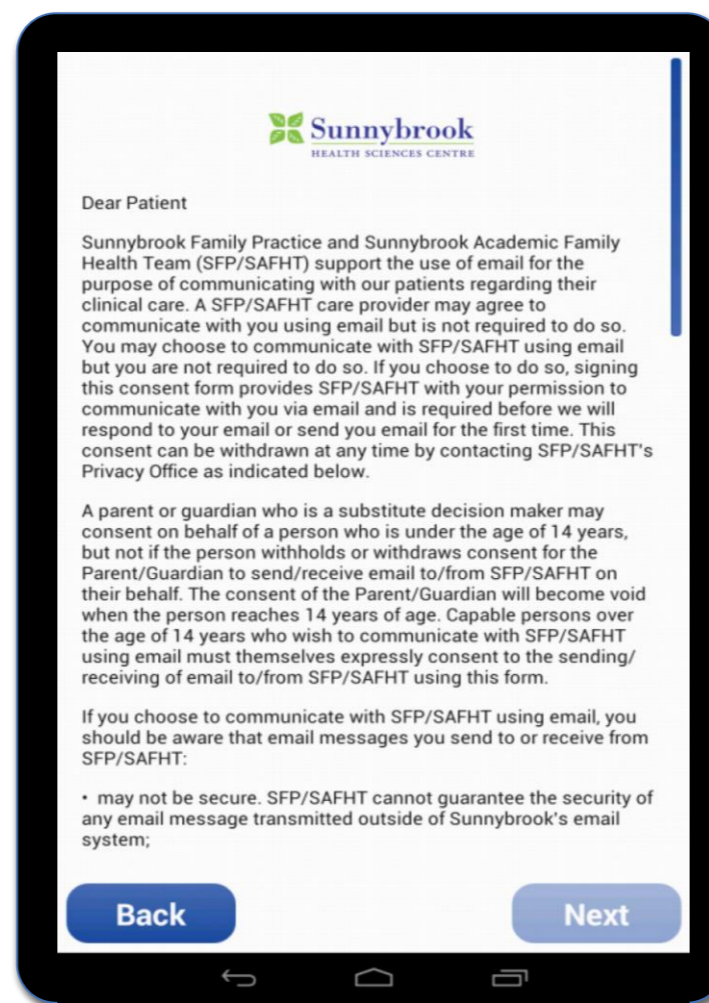 Sunnybrook
HEALTH SCIENCES CENTRE
Dear Patient
Sunnybrook Family Practice and Sunnybrook Academic Family
Health Team (SFP/SAFHT) support the use of email for the
purpose of communicating with our patients regarding their
clinical care. A SFP/SAFHT care provider may agree to
communicate with you using email but is not required to do so.
You may choose to communicate with SFP/SAFHT using email
but you are not required to do so. If you choose to do so, signing
this consent form provides SFP/SAFHT with your permission to
communicate with you via email and is required before we will
respond to your email or send you email for the first time. This
consent can be withdrawn at any time by contacting SFP/SAFHT's
Privacy Office as indicated below.
A parent or guardian who is a substitute decision maker may
consent on behalf of a person who is under the age of 14 years,
but not if the person withholds or withdraws consent for the
Parent/Guardian to send/receive email to/from SFP/SAFHT on
their behalf. The consent of the Parent/Guardian will become void
when the person reaches 14 years of age. Capable persons over
the age of 14 years who wish to communicate with SFP/SAFHT
using email must themselves expressly consent to the sending/
receiving of email to/from SFP/SAFHT using this form.
If you choose to communicate with SFP/SAFHT using email, you
should be aware that email messages you send to or receive from
SFP/SAFHT:
• may not be secure. SFP/SAFHT cannot guarantee the security of
any email message transmitted outside of Sunnybrook's email
system;
Back
Next